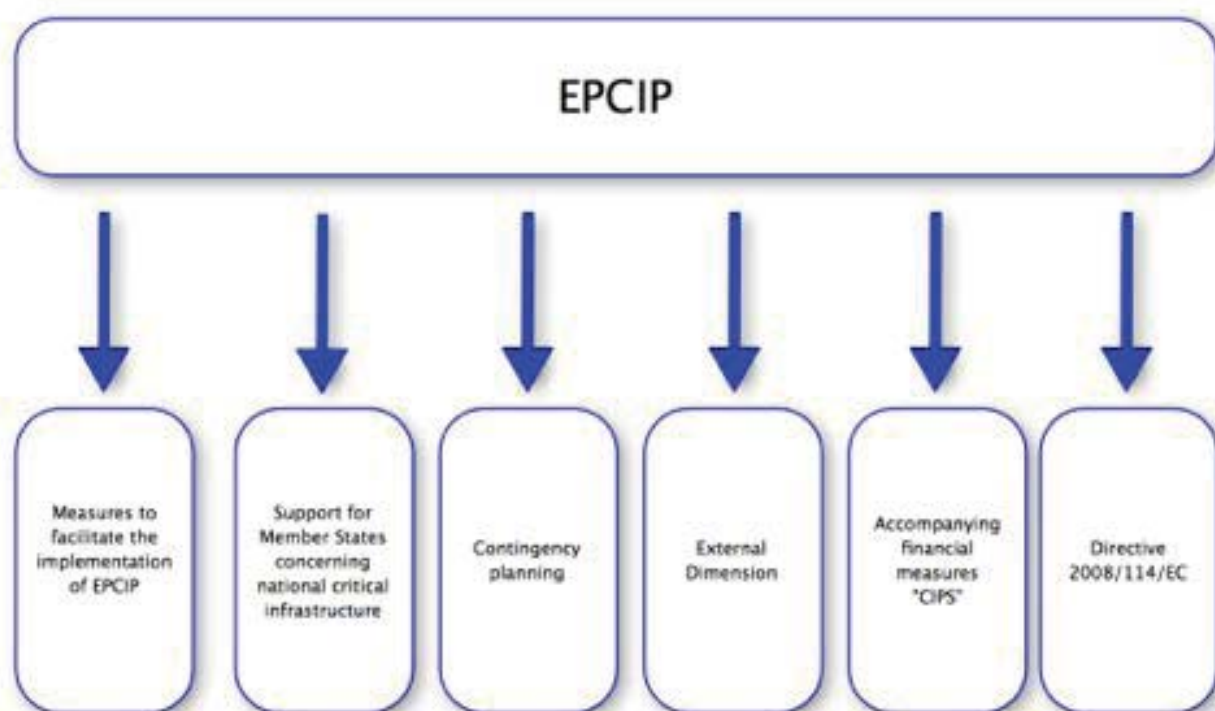 EPCIP
Measures to
facilitate the
implementation
of EPCIP
Support for
Member States
concerning
national critical
infrastructure
Contingency
planning
External
Dimension
Accompanying
financial
measures
"CIPS"
Directive
2008/114/EC